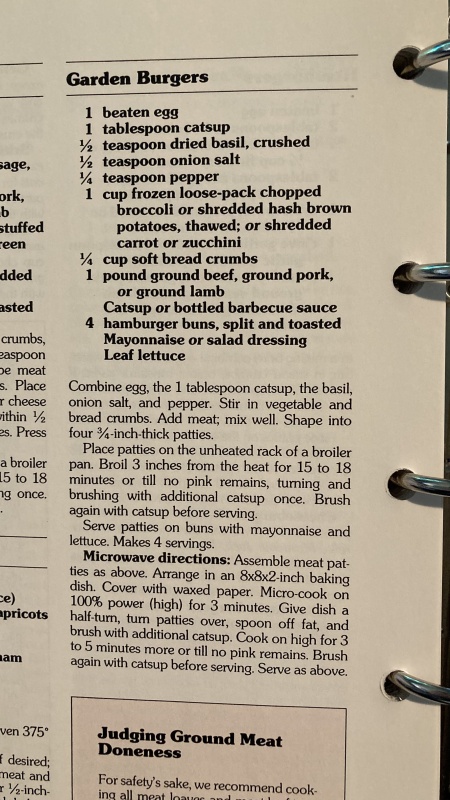 sage,
ork,
b
stuffed
reen
dded
asted
crumbs,
easpoon
pe meat
s. Place
r cheese
ithin ½
es. Press
a broiler
15 to 18
ng once.
ce)
apricots
ham
ven 375°
f desired;
meat and
r ½-inch-
Garden Burgers
1 beaten egg
1 tablespoon catsup
½ teaspoon dried basil, crushed
½ teaspoon onion salt
¼ teaspoon pepper
1 cup frozen loose-pack chopped
broccoli or shredded hash brown
potatoes, thawed; or shredded
carrot or zucchini
¼ cup soft bread crumbs
1 pound ground beef, ground pork,
or ground lamb
Catsup or bottled barbecue sauce
4 hamburger buns, split and toasted
Mayonnaise or salad dressing
Leaf lettuce
Combine egg, the 1 tablespoon catsup, the basil,
onion salt, and pepper. Stir in vegetable and
bread crumbs. Add meat; mix well. Shape into
four ¾-inch-thick patties.
Place patties on the unheated rack of a broiler
pan. Broil 3 inches from the heat for 15 to 18
minutes or till no pink remains, turning and
brushing with additional catsup once. Brush
again with catsup before serving.
Serve patties on buns with mayonnaise and
lettuce. Makes 4 servings.
Microwave directions: Assemble meat pat-
ties as above. Arrange in an 8x8x2-inch baking
dish. Cover with waxed paper. Micro-cook on
100% power (high) for 3 minutes. Give dish a
half-turn, turn patties over, spoon off fat, and
brush with additional catsup. Cook on high for 3
to 5 minutes more or till no pink remains. Brush
again with catsup before serving. Serve as above.
Judging Ground Meat
Doneness
For safety's sake, we recommend cook-
ing all meat loaves and